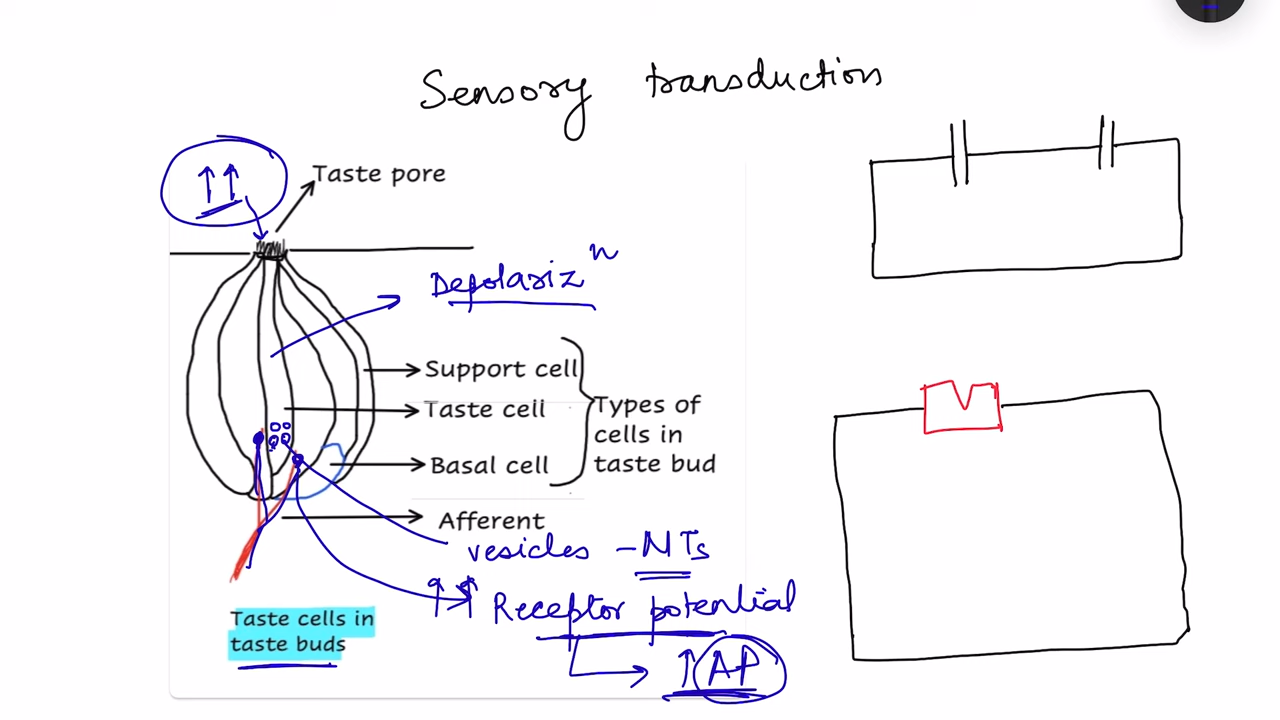 Sensory transduction
↑↑
Taste pore
Depolarizⁿ
Support cell
Taste cell
Basal cell
Types of
cells in
taste bud
Afferent
vesicles - NTs
↑↑ Receptor potential
↑ AP
Taste cells in
taste buds